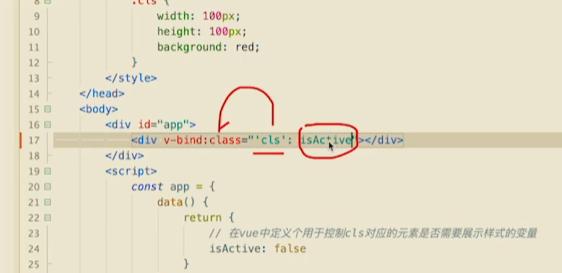 8 .cls {
9 width: 100px;
10 height: 100px;
11 background: red;
12 }
13 </style>
14 </head>
15 <body>
16 <div id="app">
17 <div v-bind:class="'cls': isActive"></div>
18 </div>
19 <script>
20 const app = {
21 data() {
22 return {
23 // 在vue中定义个用于控制cls对应的元素是否需要展示样式的变量
24 isActive: false
25 }